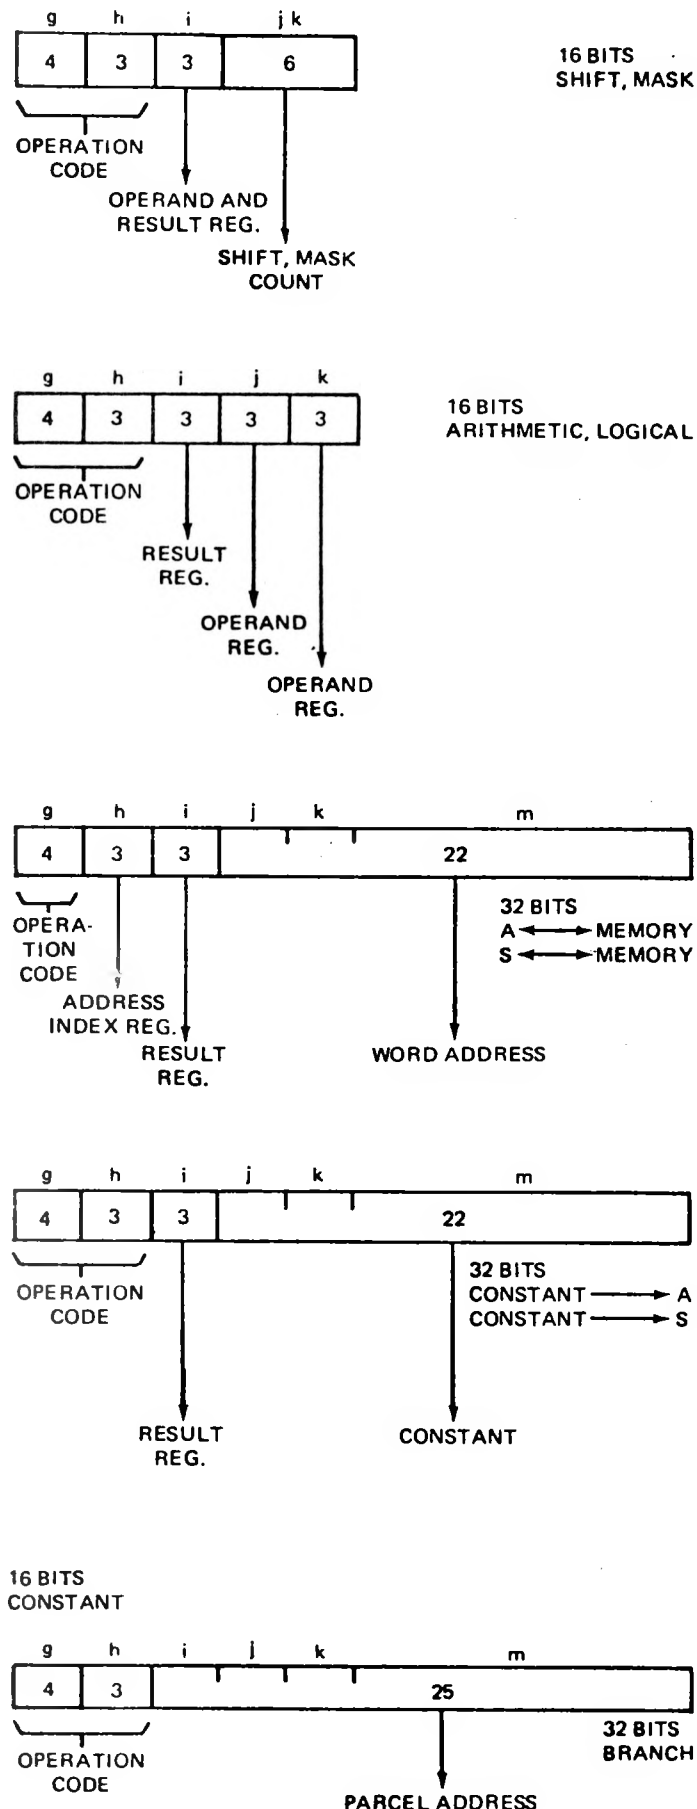 g h i j k
4 3 3 6
16 BITS
SHIFT, MASK
OPERATION
CODE
OPERAND AND
RESULT REG.
SHIFT, MASK
COUNT
g h i j k
4 3 3 3 3
16 BITS
ARITHMETIC, LOGICAL
OPERATION
CODE
RESULT
REG.
OPERAND
REG.
OPERAND
REG.
g h i j k m
4 3 3 22
OPERA-
TION
CODE
32 BITS
A MEMORY
S MEMORY
ADDRESS
INDEX REG.
RESULT
REG.
WORD ADDRESS
g h i j k m
4 3 3 22
OPERATION
CODE
32 BITS
CONSTANT A
CONSTANT S
RESULT
REG.
CONSTANT
16 BITS
CONSTANT
g h i j k m
4 3 25
OPERATION
CODE
32 BITS
BRANCH
PARCEL ADDRESS